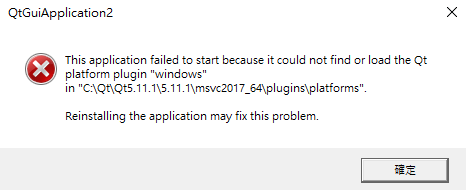 QtGuiApplication2
This application failed to start because it could not find or load the Qt
platform plugin "windows"
in "C:\Qt\Qt5.11.1\5.11.1\msvc2017_64\plugins\platforms".
Reinstalling the application may fix this problem.
確定